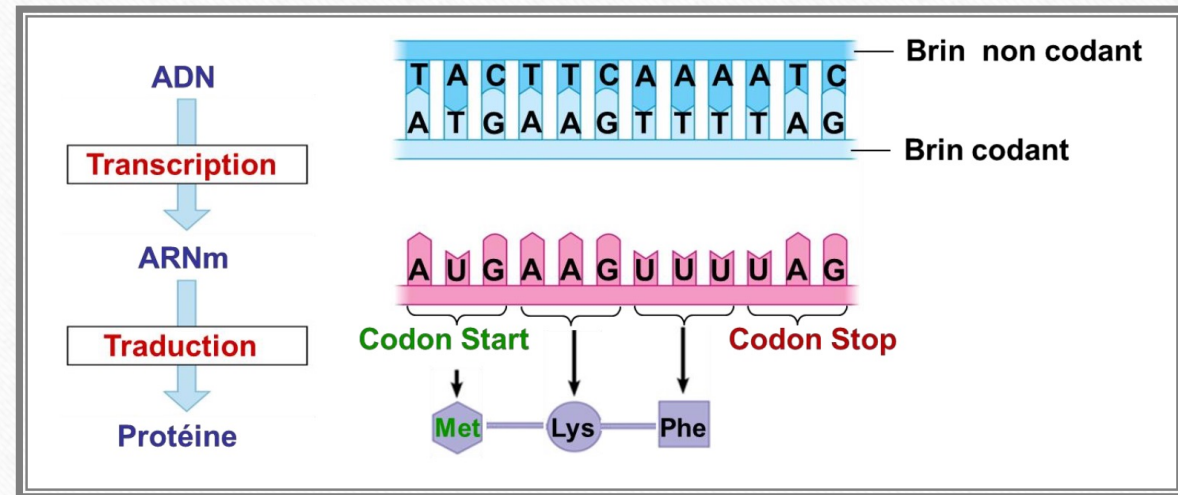 ADN
Transcription
ARNm
Traduction
Protéine
Brin non codant
T A C T T C A A A A T C
A T G A A G T T T T A G
Brin codant
A U G A A G U U U U A G
Codon Start
Codon Stop
Met
Lys
Phe